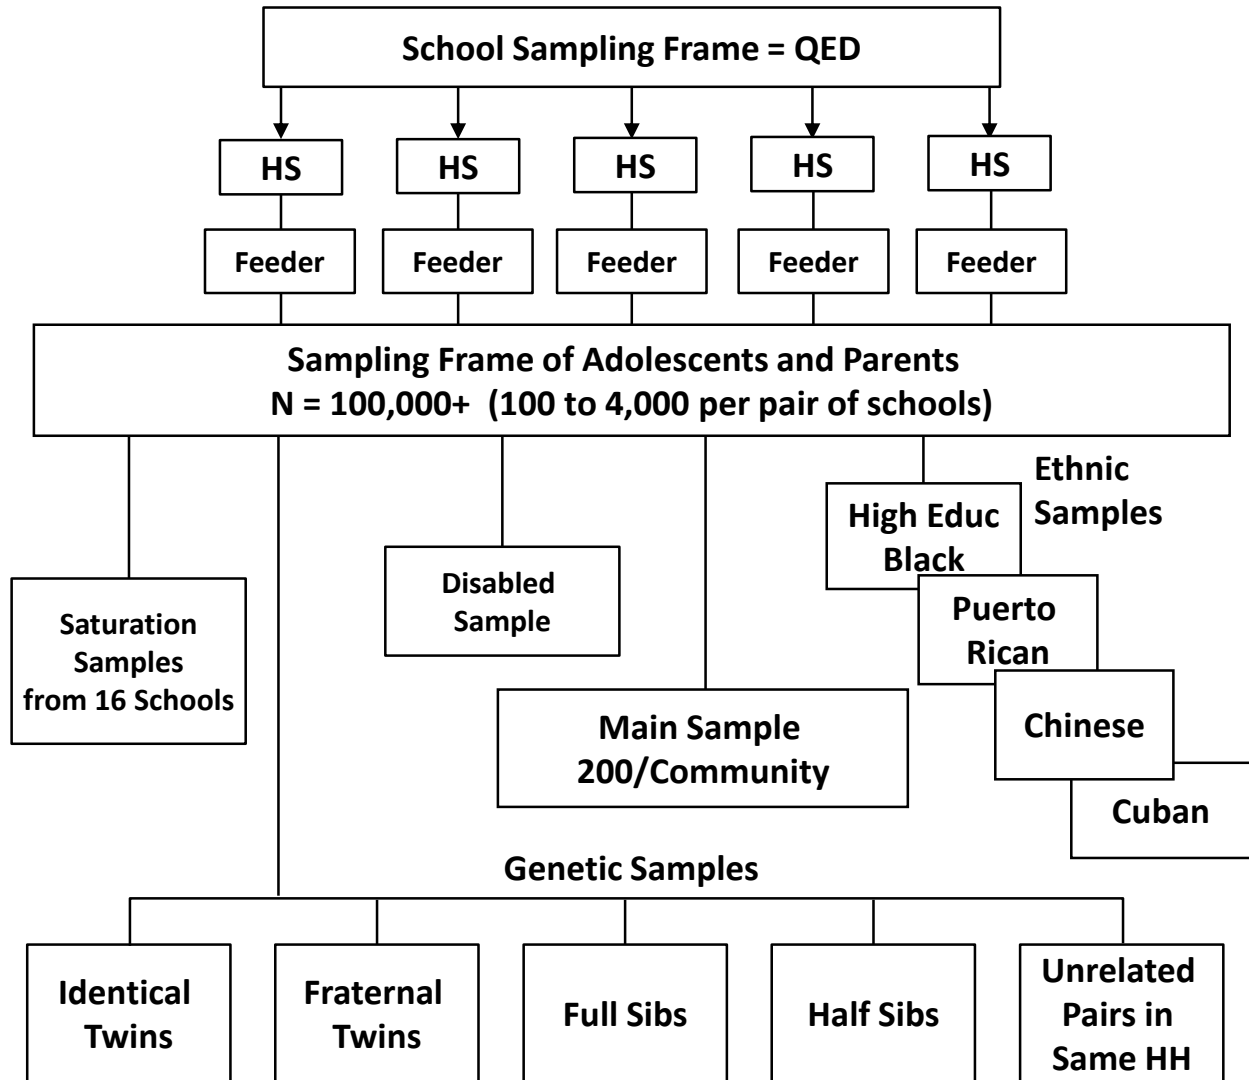 School Sampling Frame = QED
HS
HS
HS
HS
HS
Feeder
Feeder
Feeder
Feeder
Feeder
Sampling Frame of Adolescents and Parents
N = 100,000+ (100 to 4,000 per pair of schools)
Ethnic
Samples
High Educ
Black
Puerto
Rican
Chinese
Cuban
Disabled
Sample
Saturation
Samples
from 16 Schools
Main Sample
200/Community
Genetic Samples
Identical
Twins
Fraternal
Twins
Full Sibs
Half Sibs
Unrelated
Pairs in
Same HH